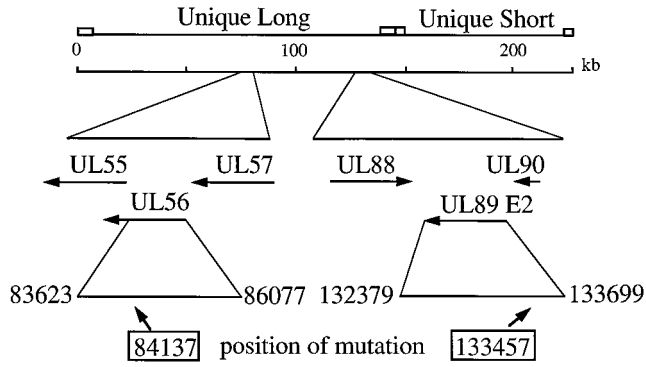 Unique Long Unique Short
0 100 200
kb
UL55 UL57 UL88 UL90
UL56 UL89 E2
83623 86077 132379 133699
84137 position of mutation 133457